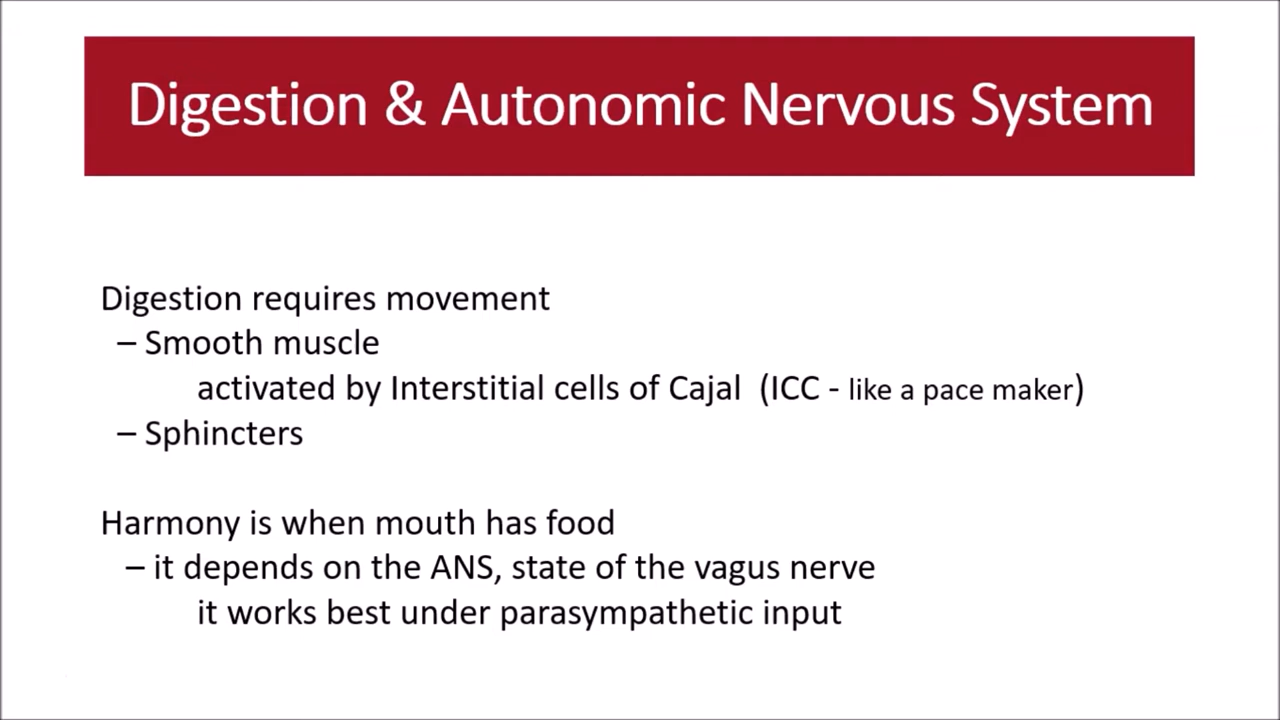 Digestion & Autonomic Nervous System
Digestion requires movement
– Smooth muscle
activated by Interstitial cells of Cajal (ICC - like a pace maker)
– Sphincters
Harmony is when mouth has food
– it depends on the ANS, state of the vagus nerve
it works best under parasympathetic input